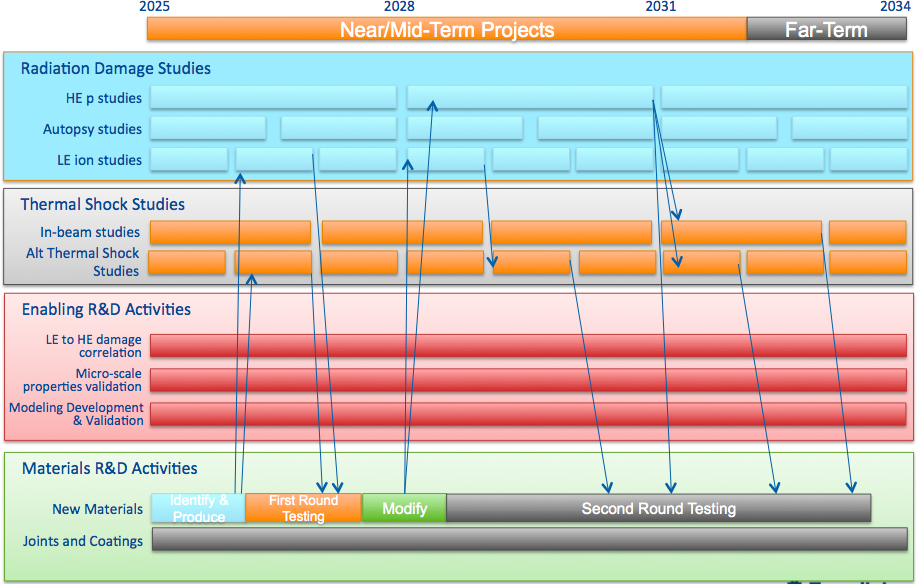 2025 2028 2031 2034
Near/Mid-Term Projects Far-Term
Radiation Damage Studies
HE p studies
Autopsy studies
LE ion studies
Thermal Shock Studies
In-beam studies
Alt Thermal Shock
Studies
Enabling R&D Activities
LE to HE damage
correlation
Micro-scale
properties validation
Modeling Development
& Validation
Materials R&D Activities
New Materials
Identify &
Produce
First Round
Testing
Modify
Second Round Testing
Joints and Coatings